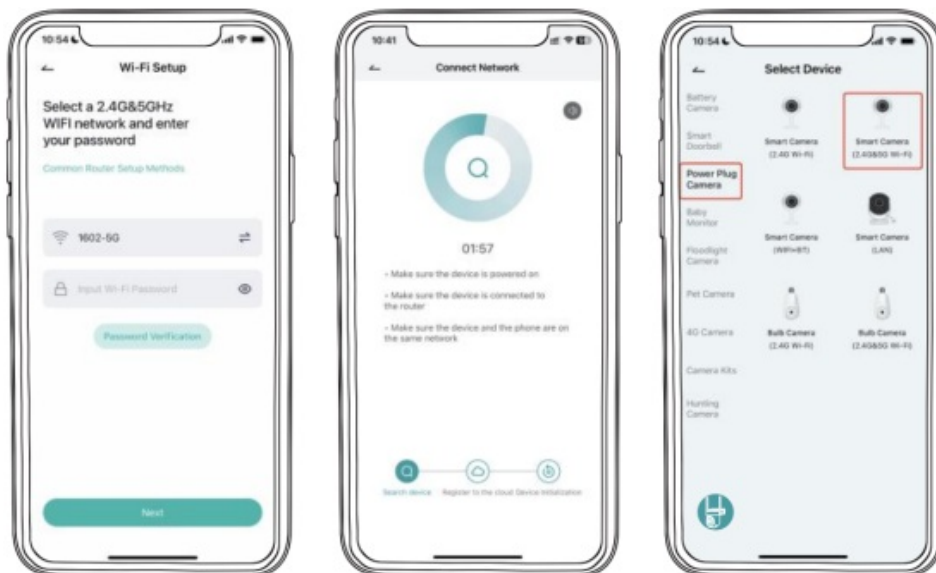 10:54
Wi-Fi Setup
Select a 2.4G&5GHz
WIFI network and enter
your password
Common Router Setup Methods
1602-5G
Input Wi-Fi Password
Password Verification
Next
10:41
Connect Network
01:57
- Make sure the device is powered on
- Make sure the device is connected to
the router
- Make sure the device and the phone are on
the same network
Search device
Register to the cloud
Device Initialization
10:54
Select Device
Battery
Camera
Smart
Doorbell
Power Plug
Camera
Baby
Monitor
Floodlight
Camera
Pet Camera
4G Camera
Camera Kits
Hunting
Camera
Smart Camera
(2.4G Wi-Fi)
Smart Camera
(2.4G&5G Wi-Fi)
Smart Camera
(WIFI+BT)
Smart Camera
(LAN)
Bulb Camera
(2.4G Wi-Fi)
Bulb Camera
(2.4G&5G Wi-Fi)